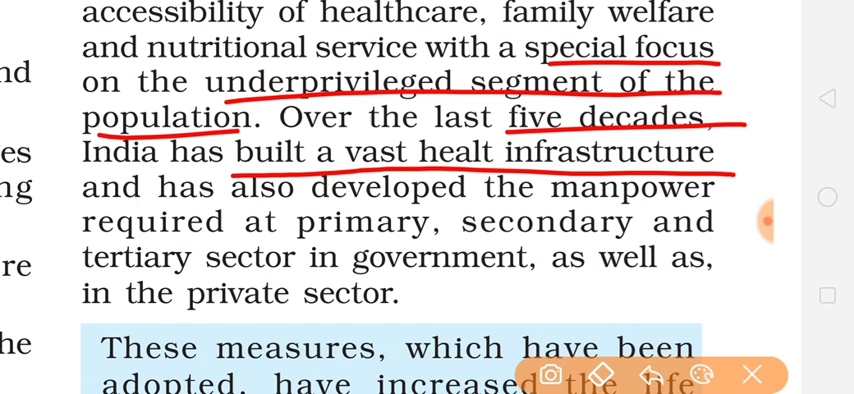 accessibility of healthcare, family welfare
and nutritional service with a special focus
nd
on the underprivileged segment of the
population. Over the last five decades,
es
India has built a vast healt infrastructure
ng
and has also developed the manpower
required at primary, secondary and
re
tertiary sector in government, as well as,
in the private sector.
he
These measures, which have been
adopted, have increased the life